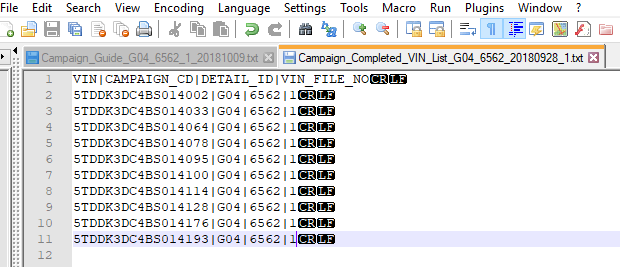 File Edit Search View Encoding Language Settings Tools Macro Run Plugins Window ?
Campaign_Guide_G04_6562_1_20181009.txt Campaign_Completed_VIN_List_G04_6562_20180928_1.txt
1 VIN|CAMPAIGN_CD|DETAIL_ID|VIN_FILE_NOCRLF
2 5TDDK3DC4BS014002|G04|6562|1CRLF
3 5TDDK3DC4BS014033|G04|6562|1CRLF
4 5TDDK3DC4BS014064|G04|6562|1CRLF
5 5TDDK3DC4BS014078|G04|6562|1CRLF
6 5TDDK3DC4BS014095|G04|6562|1CRLF
7 5TDDK3DC4BS014100|G04|6562|1CRLF
8 5TDDK3DC4BS014114|G04|6562|1CRLF
9 5TDDK3DC4BS014128|G04|6562|1CRLF
10 5TDDK3DC4BS014176|G04|6562|1CRLF
11 5TDDK3DC4BS014193|G04|6562|1CRLF
12